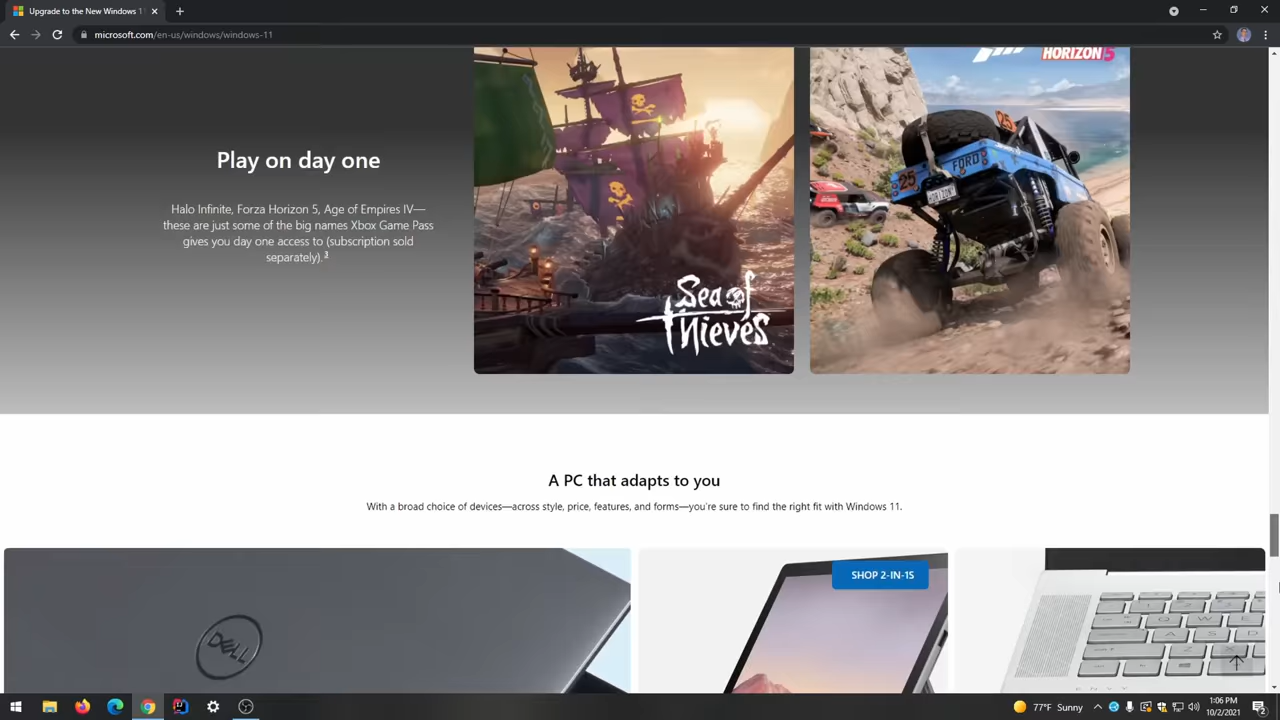 Upgrade to the New Windows 1
microsoft.com/en-us/windows/windows-11
HORIZON 5
Play on day one
Halo Infinite, Forza Horizon 5, Age of Empires IV—
these are just some of the big names Xbox Game Pass
gives you day one access to (subscription sold
separately).3
25
FORD
25
Sea of
Thieves
A PC that adapts to you
With a broad choice of devices—across style, price, features, and forms—you're sure to find the right fit with Windows 11.
SHOP 2-IN-1S
DELL
Q W E
A S D
77°F Sunny
1:06 PM
10/2/2021
2